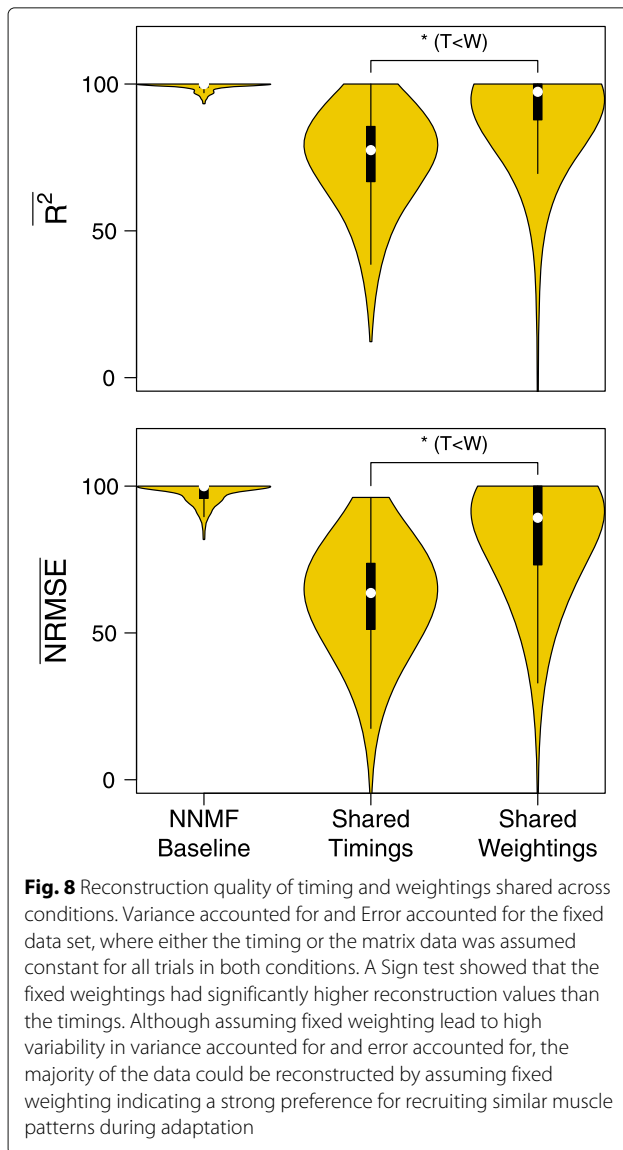 * (T<W)
100
50
0
R²
* (T<W)
100
50
0
NRMSE
NNMF Baseline
Shared Timings
Shared Weightings
Fig. 8 Reconstruction quality of timing and weightings shared across
conditions. Variance accounted for and Error accounted for the fixed
data set, where either the timing or the matrix data was assumed
constant for all trials in both conditions. A Sign test showed that the
fixed weightings had significantly higher reconstruction values than
the timings. Although assuming fixed weighting lead to high
variability in variance accounted for and error accounted for, the
majority of the data could be reconstructed by assuming fixed
weighting indicating a strong preference for recruiting similar muscle
patterns during adaptation